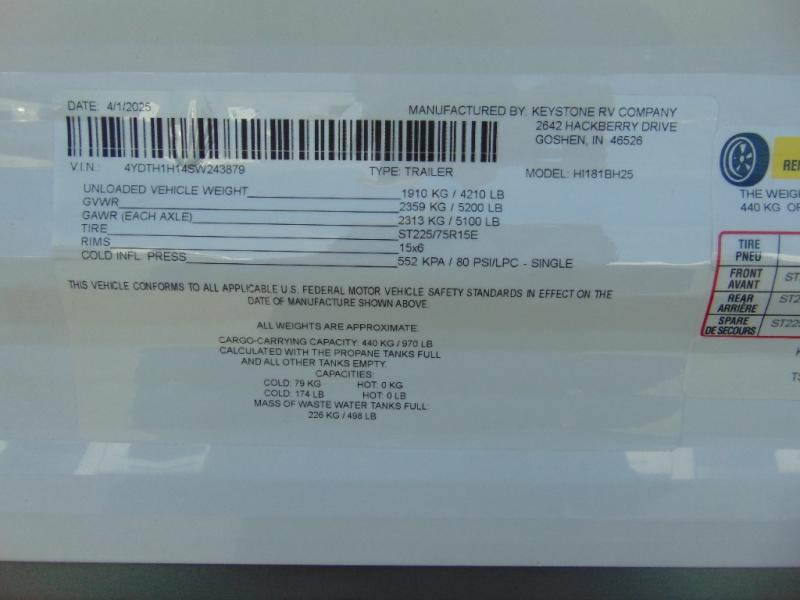 DATE: 4/1/2025
MANUFACTURED BY: KEYSTONE RV COMPANY
2642 HACKBERRY DRIVE
GOSHEN, IN 46526
V.I.N.: 4YDTH1H14SW243879 TYPE: TRAILER MODEL: HI181BH25
UNLOADED VEHICLE WEIGHT 1910 KG / 4210 LB
GVWR 2359 KG / 5200 LB
GAWR (EACH AXLE) 2313 KG / 5100 LB
TIRE ST225/75R15E
RIMS 15x6
COLD INFL. PRESS 552 KPA / 80 PSI/LPC - SINGLE
THIS VEHICLE CONFORMS TO ALL APPLICABLE U.S. FEDERAL MOTOR VEHICLE SAFETY STANDARDS IN EFFECT ON THE
DATE OF MANUFACTURE SHOWN ABOVE.
ALL WEIGHTS ARE APPROXIMATE.
CARGO-CARRYING CAPACITY: 440 KG / 970 LB
CALCULATED WITH THE PROPANE TANKS FULL
AND ALL OTHER TANKS EMPTY.
CAPACITIES:
COLD: 79 KG HOT: 0 KG
COLD: 174 LB HOT: 0 LB
MASS OF WASTE WATER TANKS FULL:
226 KG / 498 LB
THE WEIG
440 KG OF
TIRE
PNEU
FRONT
AVANT
REAR
ARRIÈRE
SPARE
DE SECOURS